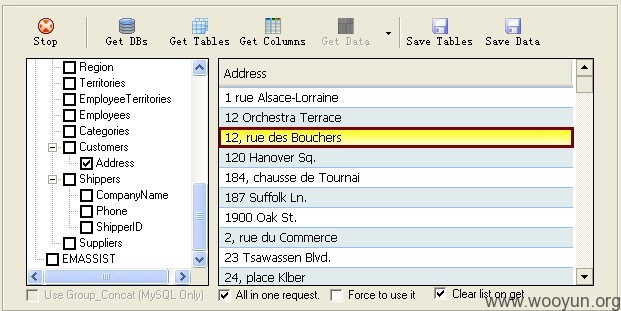 Stop
Get DBs
Get Tables
Get Columns
Get Data
Save Tables
Save Data
Region
Territories
EmployeeTerritories
Employees
Categories
Customers
Address
Shippers
CompanyName
Phone
ShipperID
Suppliers
EMASSIST
Address
1 rue Alsace-Lorraine
12 Orchestra Terrace
12, rue des Bouchers
120 Hanover Sq.
184, chausse de Tournai
187 Suffolk Ln.
1900 Oak St.
2, rue du Commerce
23 Tsawassen Blvd.
24, place Klber
Use Group_Concat (MySQL Only)
All in one request.
Force to use it
Clear list on get
www.wooyun.org